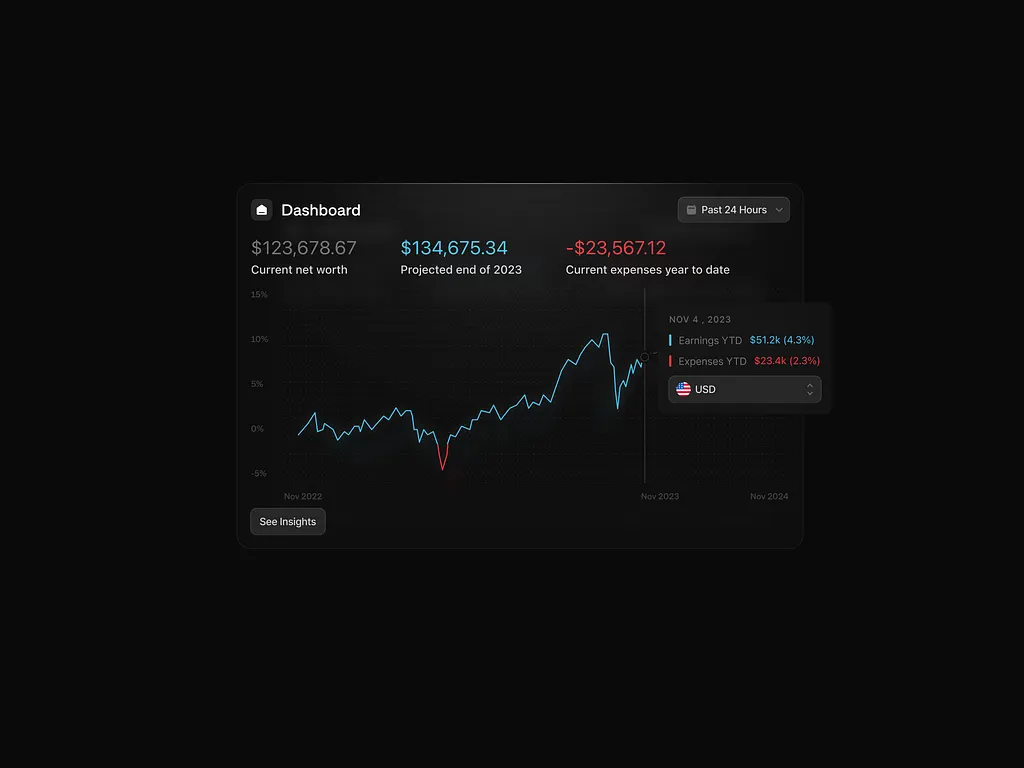 Dashboard
Past 24 Hours
$123,678.67
Current net worth
$134,675.34
Projected end of 2023
-$23,567.12
Current expenses year to date
15%
10%
5%
0%
-5%
NOV 4 , 2023
Earnings YTD $51.2k (4.3%)
Expenses YTD $23.4k (2.3%)
USD
Nov 2022
Nov 2023
Nov 2024
See Insights